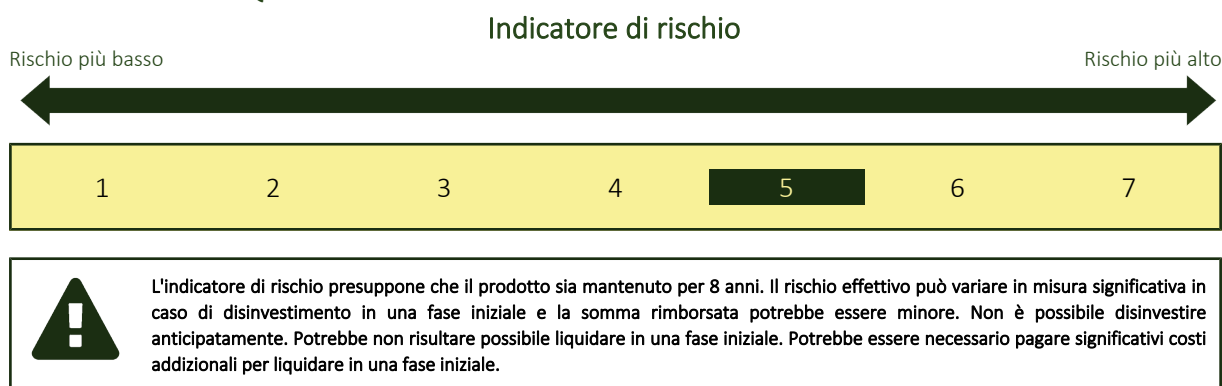 Indicatore di rischio
Rischio più basso
Rischio più alto
1 2 3 4 5 6 7
L'indicatore di rischio presuppone che il prodotto sia mantenuto per 8 anni. Il rischio effettivo può variare in misura significativa in
caso di disinvestimento in una fase iniziale e la somma rimborsata potrebbe essere minore. Non è possibile disinvestire
anticipatamente. Potrebbe non risultare possibile liquidare in una fase iniziale. Potrebbe essere necessario pagare significativi costi
addizionali per liquidare in una fase iniziale.